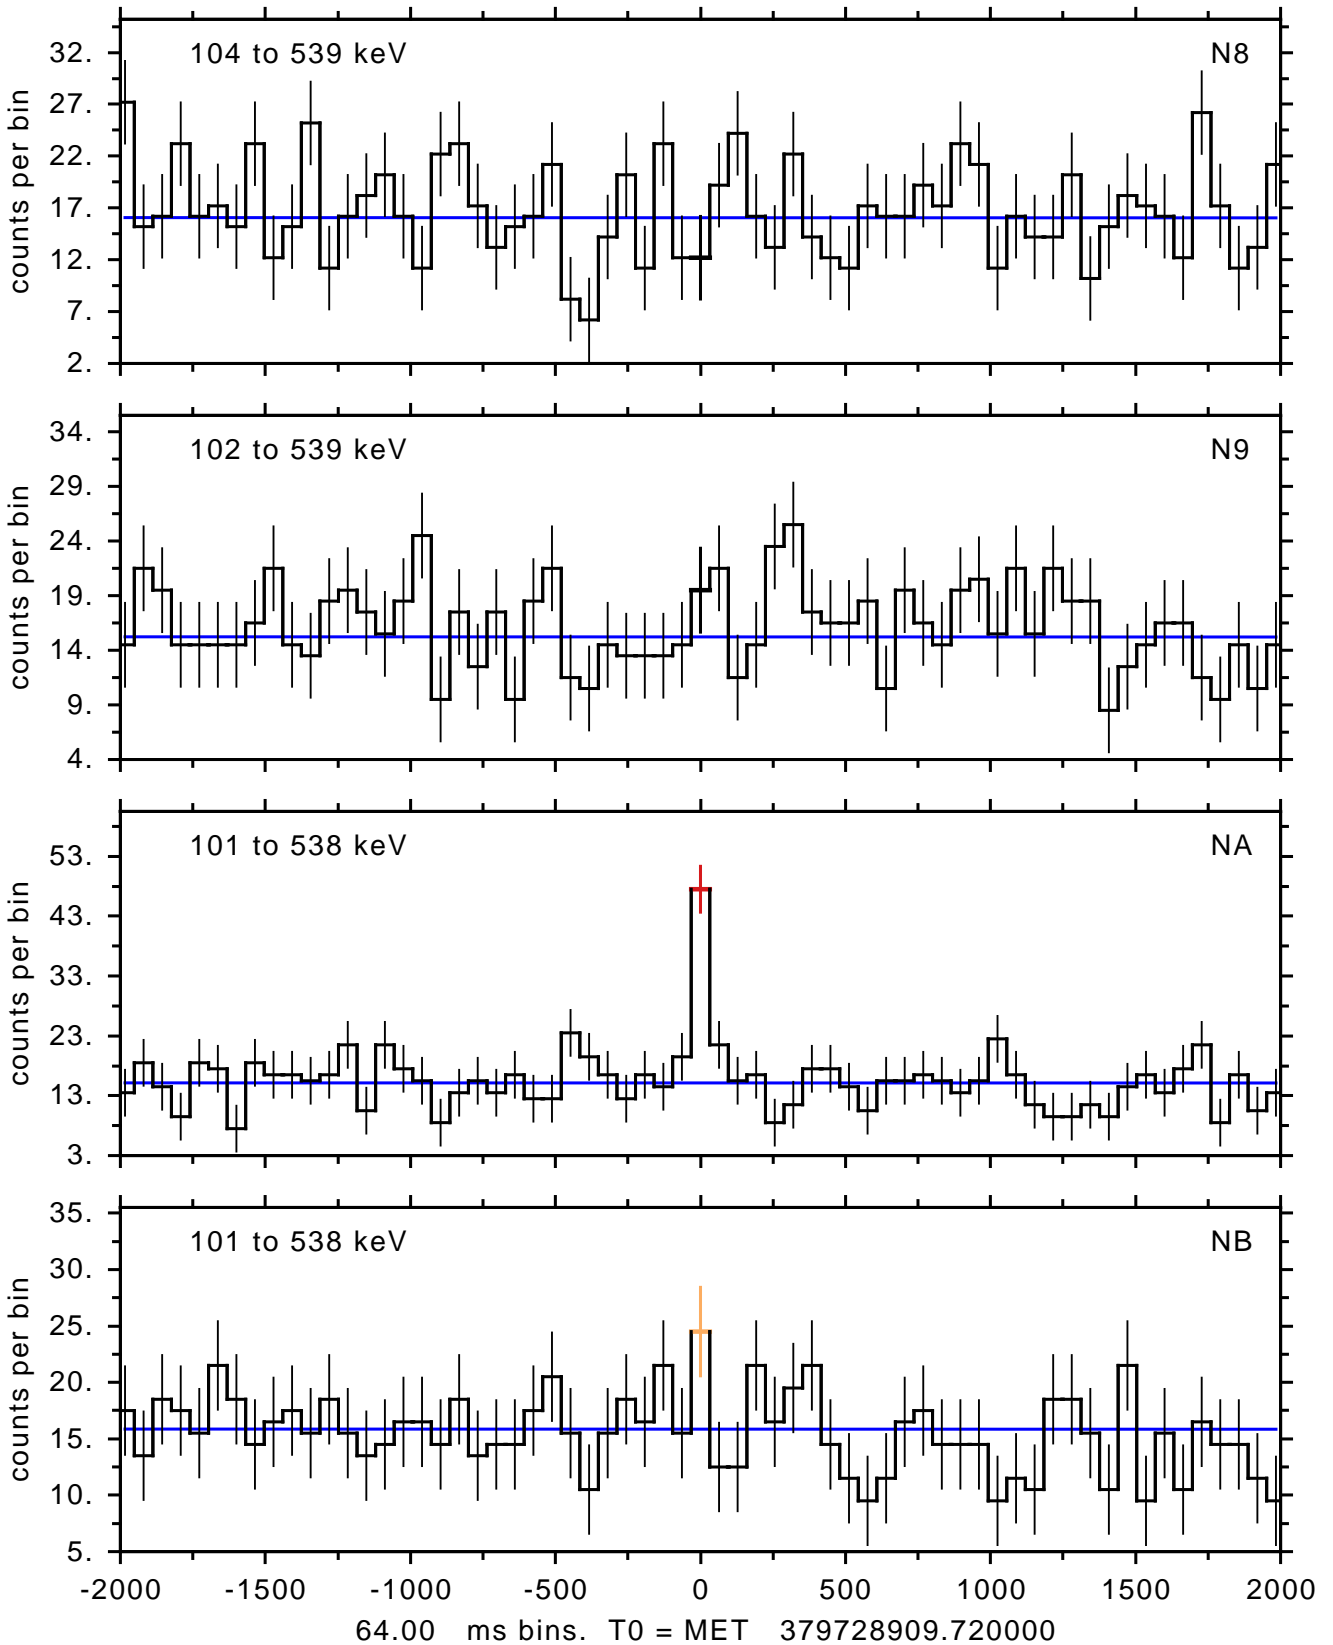 104 to 539 keV N8
32.
27.
22.
17.
12.
7.
2.
counts per bin
102 to 539 keV N9
34.
29.
24.
19.
14.
9.
4.
counts per bin
101 to 538 keV NA
53.
43.
33.
23.
13.
3.
counts per bin
101 to 538 keV NB
35.
30.
25.
20.
15.
10.
5.
counts per bin
-2000 -1500 -1000 -500 0 500 1000 1500 2000
64.00 ms bins. T0 = MET 379728909.720000